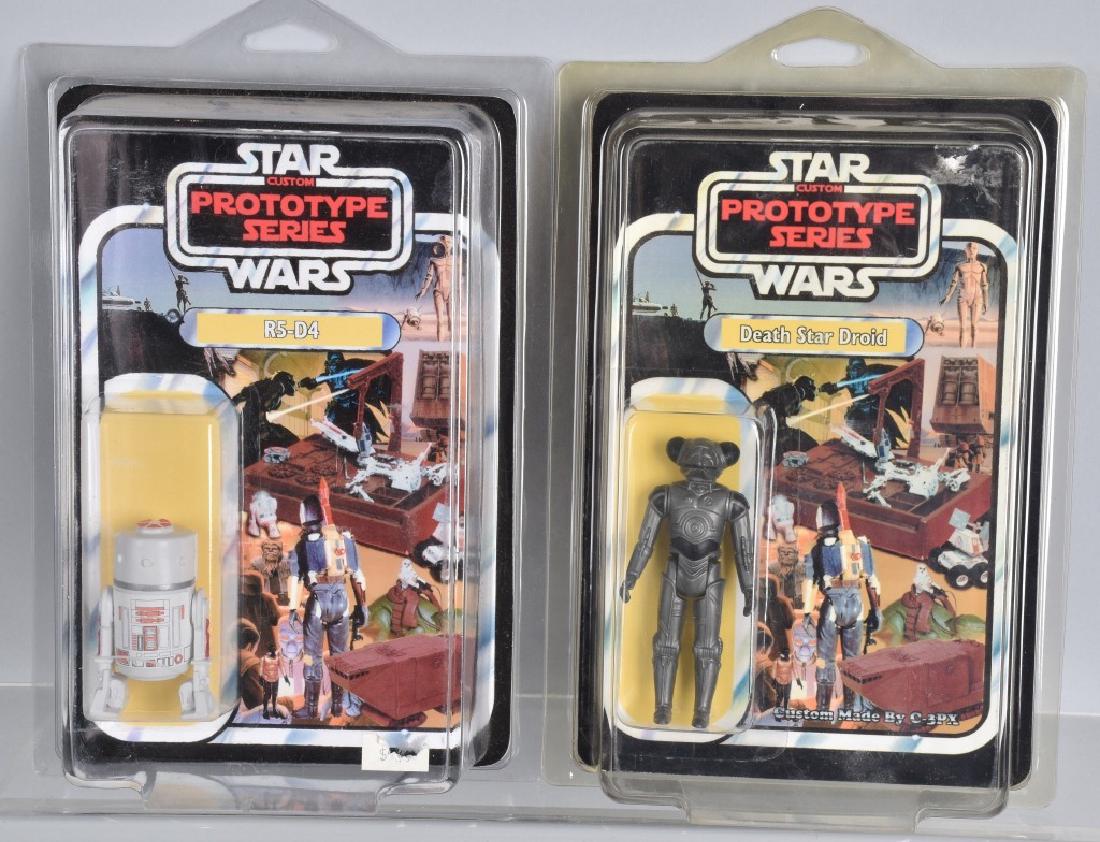 STAR
CUSTOM
PROTOTYPE
SERIES
WARS
R5-D4
STAR
CUSTOM
PROTOTYPE
SERIES
WARS
Death Star Droid
Custom Made By C-3PX